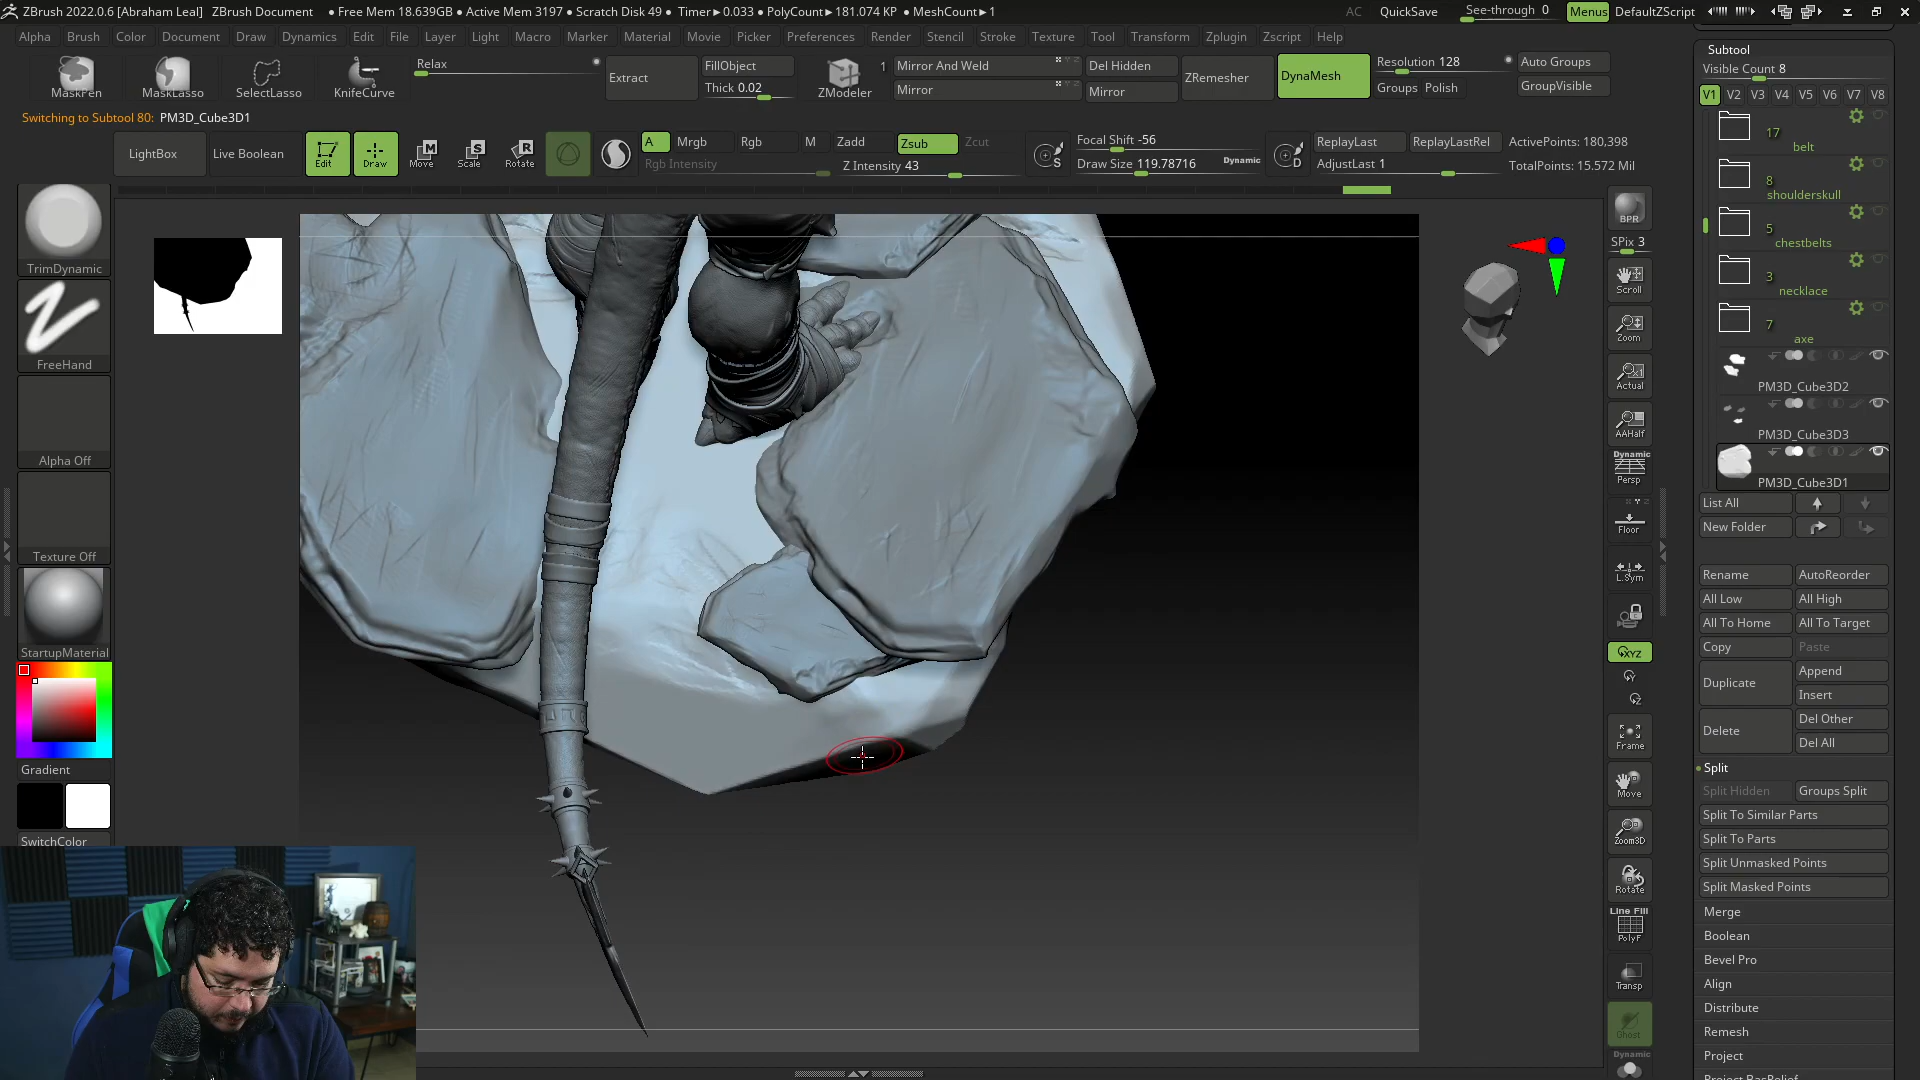 ZBrush 2022.0.6 [Abraham Leal] ZBrush Document • Free Mem 18.639GB • Active Mem 3197 • Scratch Disk 49 • Timer▸0.033 • PolyCount▸181.074 KP • MeshCount▸1 AC QuickSave See-through 0 Menus DefaultZScript
Alpha Brush Color Document Draw Dynamics Edit File Layer Light Macro Marker Material Movie Picker Preferences Render Stencil Stroke Texture Tool Transform Zplugin Zscript Help
MaskPen MaskLasso SelectLasso KnifeCurve
Relax
Extract
FillObject
Thick 0.02
ZModeler
1
Mirror And Weld
Mirror
Del Hidden
Mirror
ZRemesher
DynaMesh
Resolution 128
Groups Polish
Auto Groups
GroupVisible
Switching to Subtool 80: PM3D_Cube3D1
LightBox
Live Boolean
Edit
Draw
Move
Scale
Rotate
A Mrgb Rgb M Zadd Zsub Zcut
Rgb Intensity Z Intensity 43
S
Focal Shift -56
Draw Size 119.78716 Dynamic
D
ReplayLast ReplayLastRel
AdjustLast 1
ActivePoints: 180,398
TotalPoints: 15.572 Mil
TrimDynamic
FreeHand
Alpha Off
Texture Off
StartupMaterial
Gradient
SwitchColor
BPR
SPix 3
Scroll
Zoom
Actual
AAHalf
Dynamic
Persp
Floor
L.Sym
XYZ
Y
Z
Frame
Move
Zoom3D
Rotate
Line Fill
PolyF
Transp
Ghost
Dynamic
Subtool
Visible Count 8
V1 V2 V3 V4 V5 V6 V7 V8
17
belt
8
shoulderskull
5
chestbelts
3
necklace
7
axe
PM3D_Cube3D2
PM3D_Cube3D3
PM3D_Cube3D1
List All
New Folder
Rename AutoReorder
All Low All High
All To Home All To Target
Copy Paste
Duplicate Append
Insert
Delete Del Other
Del All
Split
Split Hidden Groups Split
Split To Similar Parts
Split To Parts
Split Unmasked Points
Split Masked Points
Merge
Boolean
Bevel Pro
Align
Distribute
Remesh
Project
Project BasRelief